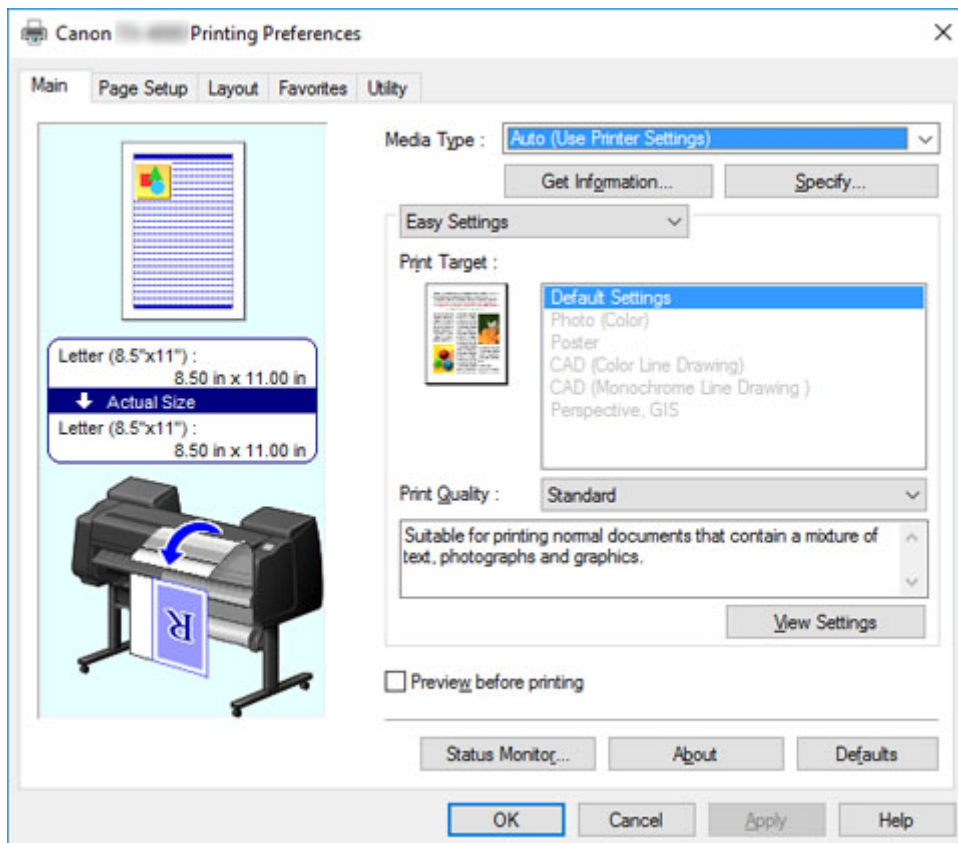 Canon Printing Preferences
Main Page Setup Layout Favorites Utility
Media Type : Auto (Use Printer Settings)
Get Information... Specify...
Easy Settings
Print Target :
Default Settings
Photo (Color)
Poster
CAD (Color Line Drawing)
CAD (Monochrome Line Drawing )
Perspective, GIS
Letter (8.5"x11") :
8.50 in x 11.00 in
Actual Size
Letter (8.5"x11") :
8.50 in x 11.00 in
R
Print Quality : Standard
Suitable for printing normal documents that contain a mixture of
text, photographs and graphics.
View Settings
Preview before printing
Status Monitor... About Defaults
OK Cancel Apply Help